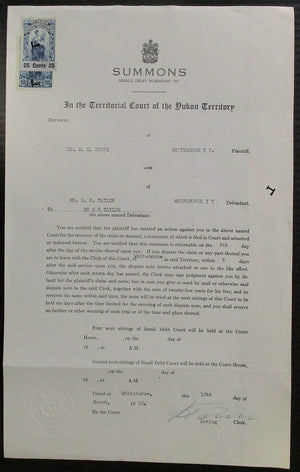 25 Cents 25
SUMMONS
SMALL DEBT SUMMONS "A"
In the Territorial Court of the Yukon Territory
BETWEEN
of
DR. W. WHITEHORSE Y T. Plaintiff,
AND
of
MR. G. R. TAYLOR WHITEHORSE Y T Defendant.
To MR G R TAYLOR
the above named Defendant.
You are notified that the plaintiff has entered an action against you in the above named
Court for the recovery of the claim or demand, a statement of which is filed in Court and attached
or endorsed hereon. You are notified that this summons is returnable on the 8th day
after the day of the service thereof upon you. If you dispute the claim or any part thereof you
are to leave with the Clerk of this Court, at Whitehorse in said Territory, within 8 days
after the said service upon you, the dispute note hereto attached or one to the like effect.
Otherwise after such return day has passed, the Clerk may sign judgment against you by de-
fault for the plaintiff's claim and costs; but in case you give or send by mail or otherwise said
dispute note to the said Clerk, together with the sum of twenty-five cents for his fees, and he
receives the same within said time, the issue will be tried at the next sittings of this Court to be
held six days after the time limited for the entering of such dispute note, and you shall receive
no further or other warning of such trial or of the time or place thereof.
First next sittings of Small Debt Court will be held at the Court
House, on the day of
19 , at A.M.
Second next sittings of Small Debt Court will be held at the Court House,
, on the day of
19 , at A.M.
Dated at Whitehorse, this 10th day of
March, 19 52.
By the Court.
Acting Clerk.